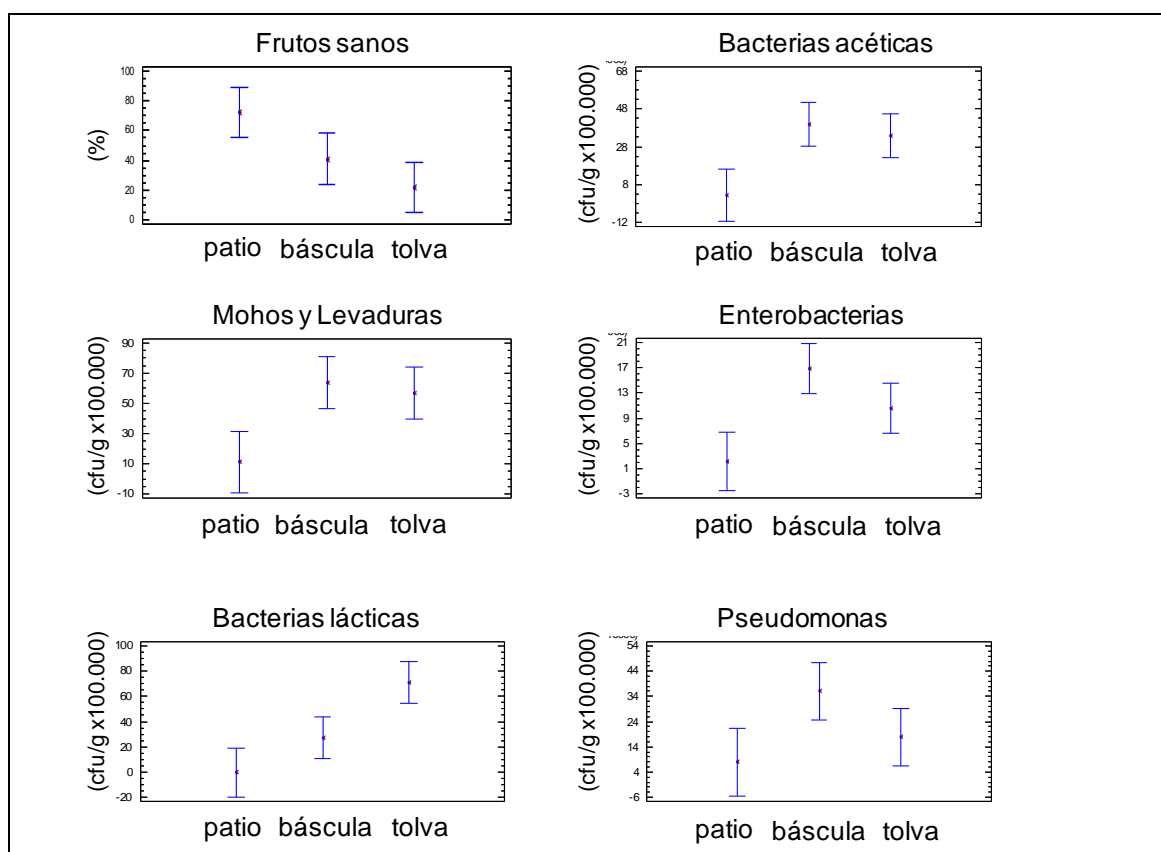 Frutos sanos
(%)
100
80
60
40
20
0
patio báscula tolva
Bacterias acéticas
(cfu/g x100.000)
68
48
28
8
-12
patio báscula tolva
Mohos y Levaduras
(cfu/g x100.000)
90
70
50
30
10
-10
patio báscula tolva
Enterobacterias
(cfu/g x100.000)
21
17
13
9
5
1
-3
patio báscula tolva
Bacterias lácticas
(cfu/g x100.000)
100
80
60
40
20
0
-20
patio báscula tolva
Pseudomonas
(cfu/g x100.000)
54
44
34
24
14
4
-6
patio báscula tolva